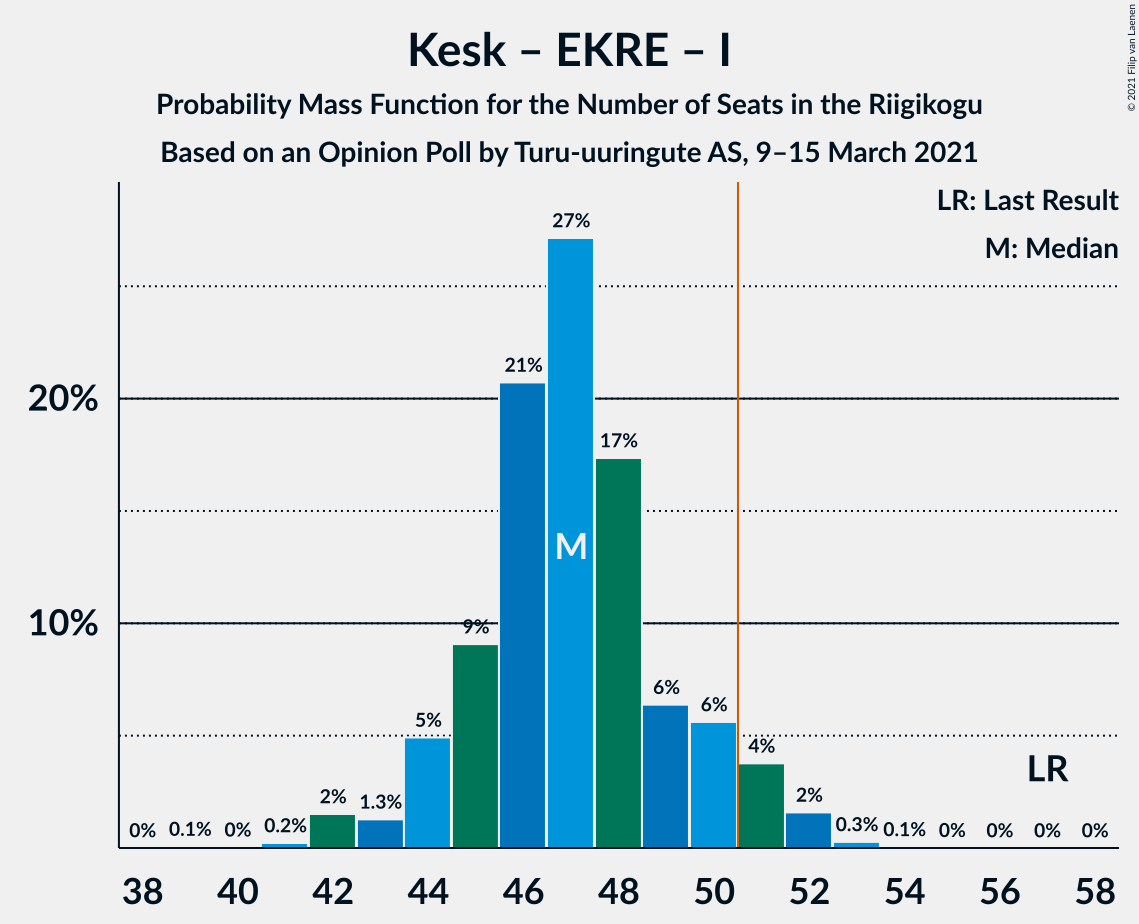 Kesk – EKRE – I
Probability Mass Function for the Number of Seats in the Riigikogu
Based on an Opinion Poll by Turu-uuringute AS, 9–15 March 2021
© 2021 Filip van Laenen
LR: Last Result
M: Median
20%
10%
0% 0.1% 0% 0.2% 2% 1.3% 5% 9% 21% 27% 17% 6% 6% 4% 2% 0.3% 0.1% 0% 0% 0% 0%
M
LR
38 40 42 44 46 48 50 52 54 56 58